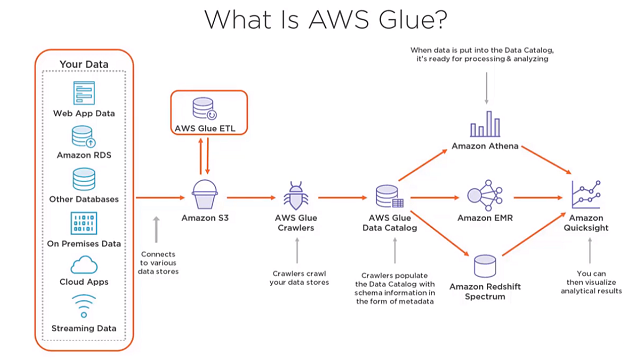 What Is AWS Glue?
When data is put into the Data Catalog,
it's ready for processing & analyzing
Your Data
Web App Data
Amazon RDS
Other Databases
On Premises Data
Cloud Apps
Streaming Data
AWS Glue ETL
Amazon S3
AWS Glue
Crawlers
AWS Glue
Data Catalog
Amazon Athena
Amazon EMR
Amazon Redshift
Spectrum
Amazon
Quicksight
Connects
to various
data stores
Crawlers crawl
your data stores
Crawlers populate
the Data Catalog with
schema information in
the form of metadata
You can
then visualize
analytical results